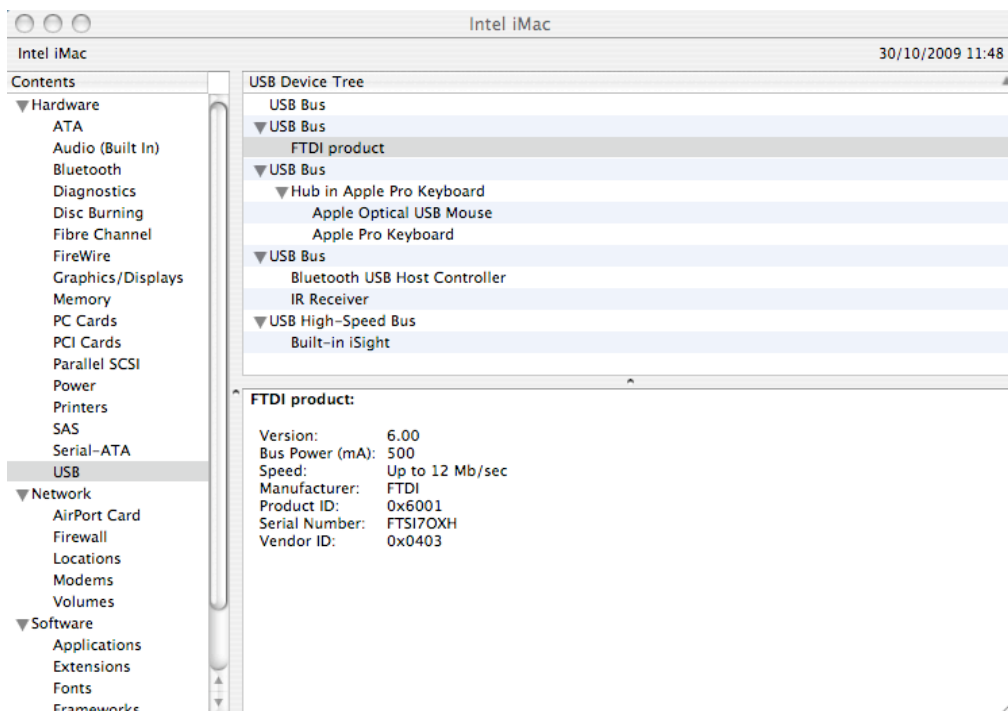 Intel iMac
Intel iMac 30/10/2009 11:48
Contents
Hardware
ATA
Audio (Built In)
Bluetooth
Diagnostics
Disc Burning
Fibre Channel
FireWire
Graphics/Displays
Memory
PC Cards
PCI Cards
Parallel SCSI
Power
Printers
SAS
Serial-ATA
USB
Network
AirPort Card
Firewall
Locations
Modems
Volumes
Software
Applications
Extensions
Fonts
Frameworks
USB Device Tree
USB Bus
USB Bus
FTDI product
USB Bus
Hub in Apple Pro Keyboard
Apple Optical USB Mouse
Apple Pro Keyboard
USB Bus
Bluetooth USB Host Controller
IR Receiver
USB High-Speed Bus
Built-in iSight
FTDI product:
Version: 6.00
Bus Power (mA): 500
Speed: Up to 12 Mb/sec
Manufacturer: FTDI
Product ID: 0x6001
Serial Number: FTSI7OXH
Vendor ID: 0x0403